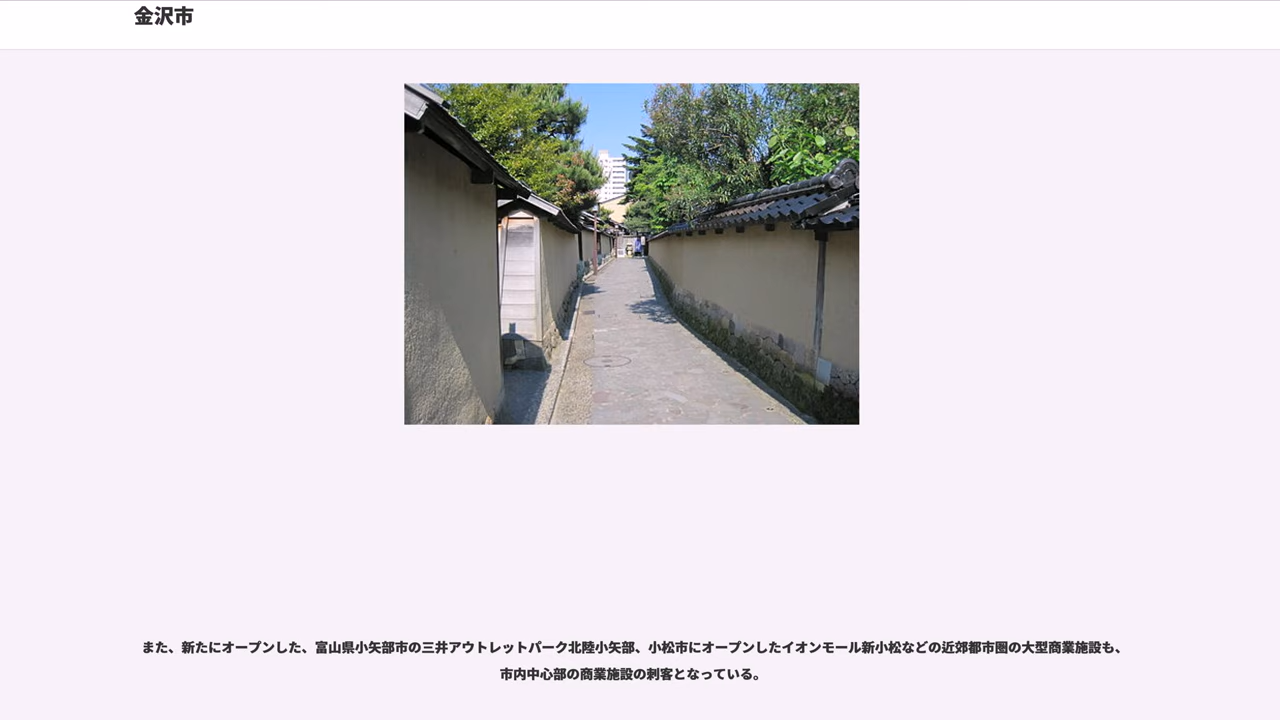 金沢市
また、新たにオープンした、富山県小矢部市の三井アウトレットパーク北陸小矢部、小松市にオープンしたイオンモール新小松などの近郊都市圏の大型商業施設も、
市内中心部の商業施設の刺客となっている。